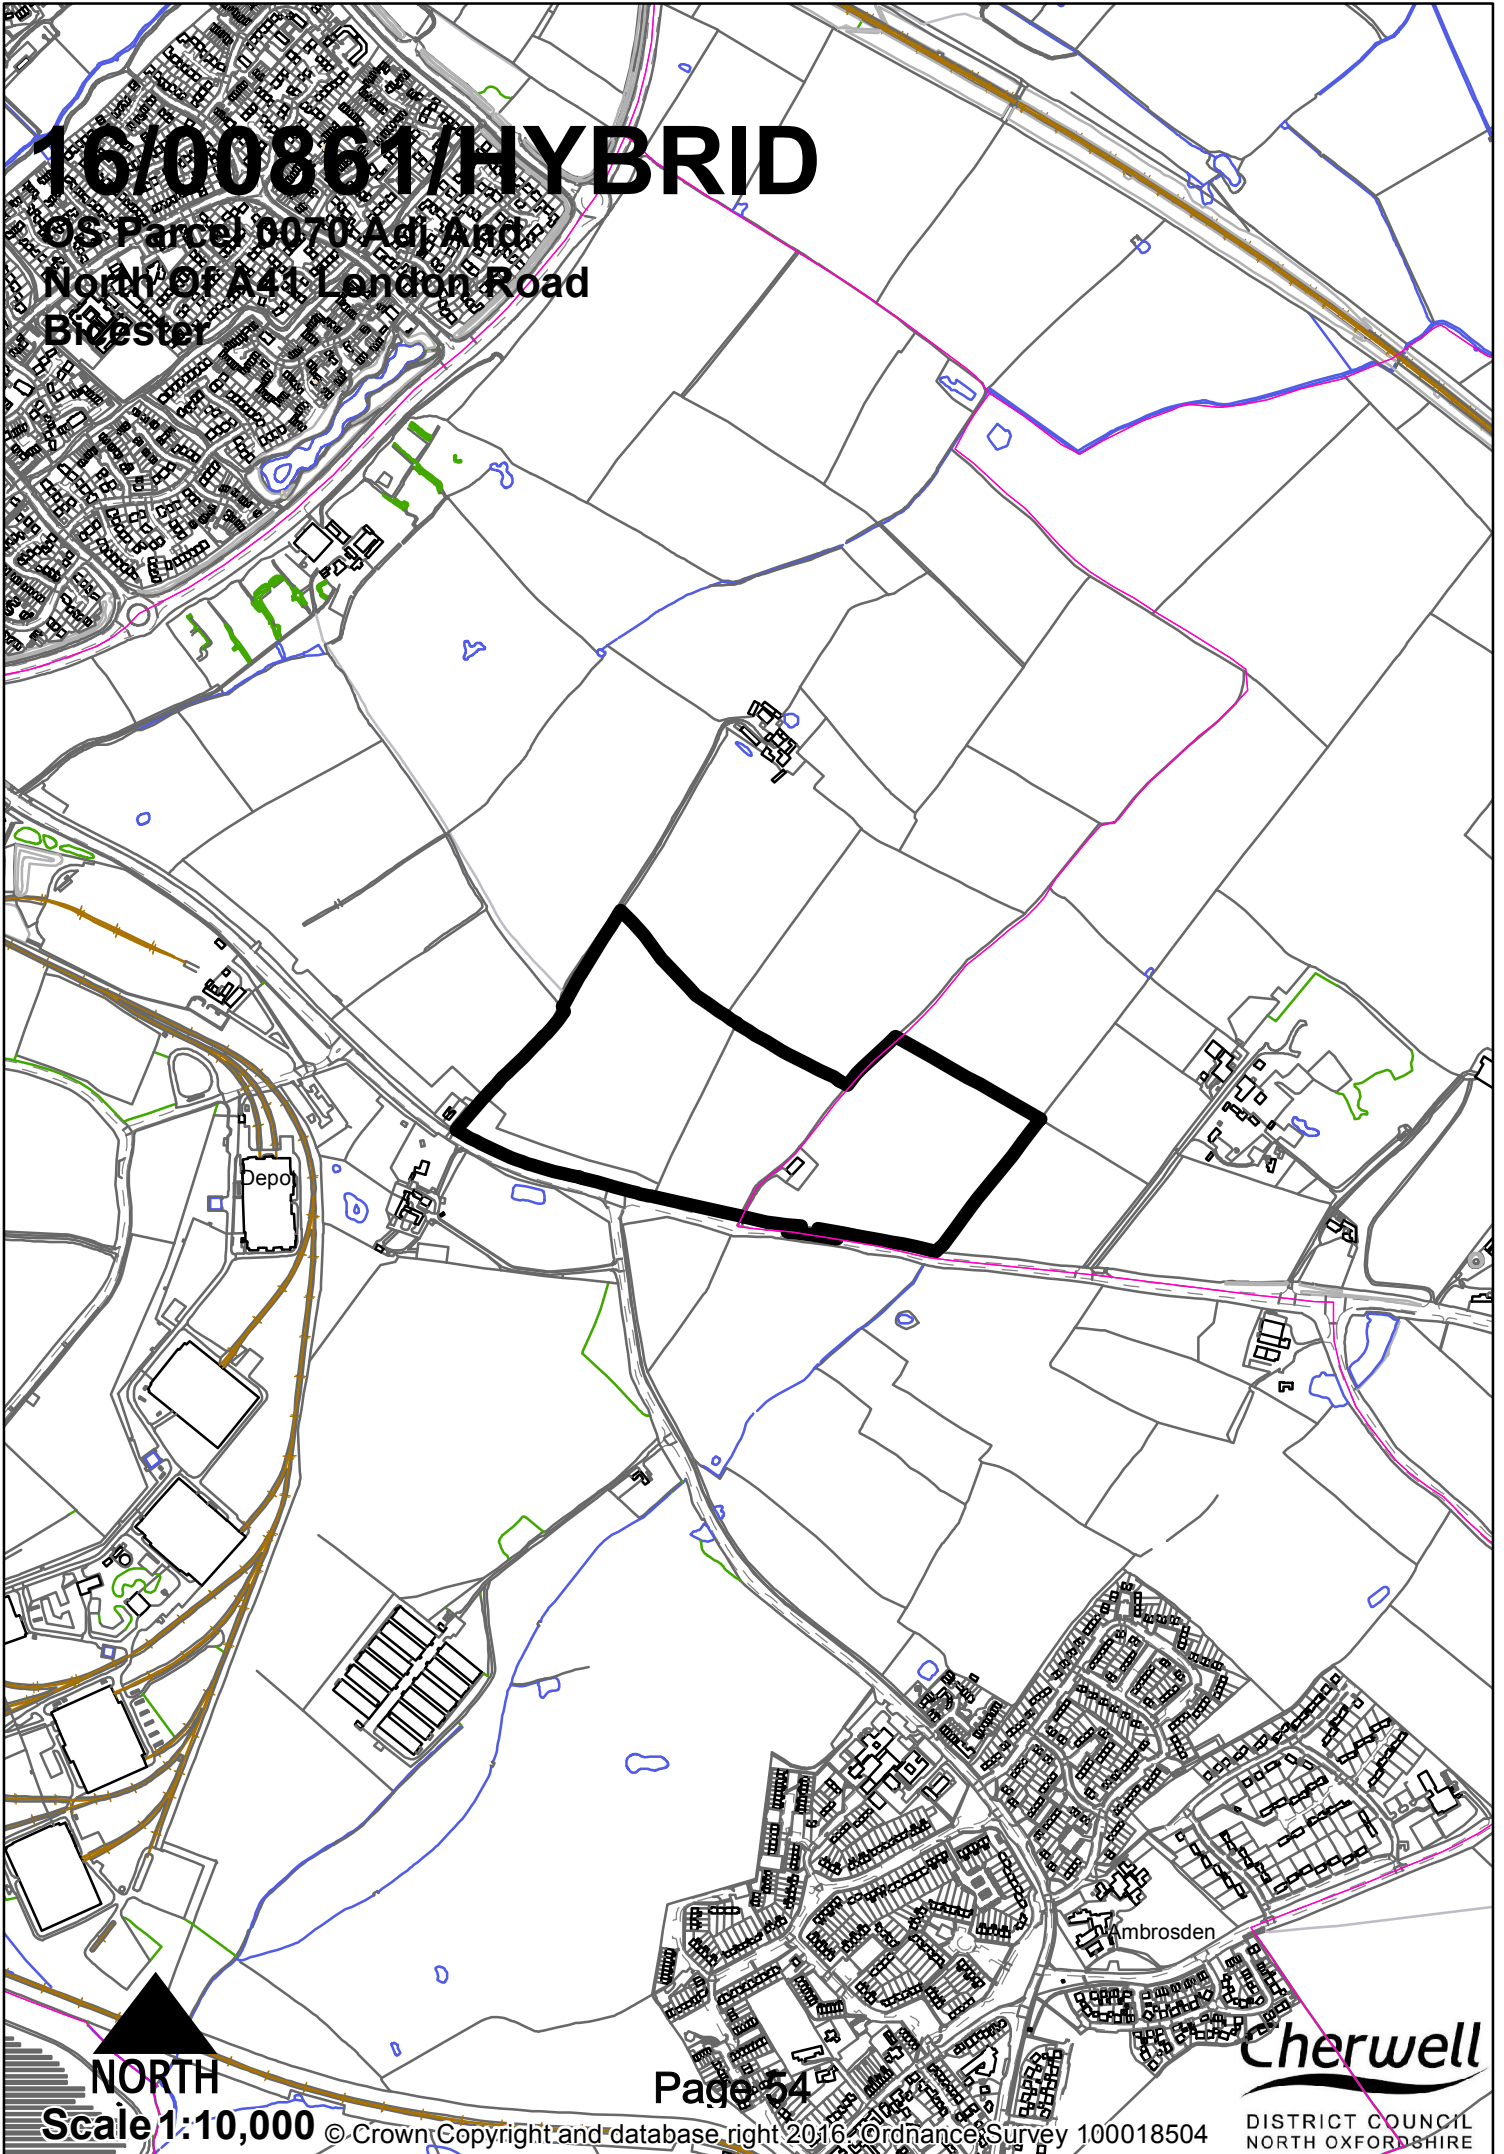 16/00861/HYBRID
OS Parcel 0070 Adj And
North Of A41 London Road
Bicester
Depot
Ambrosden
NORTH
Scale 1:10,000
© Crown Copyright and database right 2016. Ordnance Survey 100018504
Page 54
Cherwell
DISTRICT COUNCIL
NORTH OXFORDSHIRE